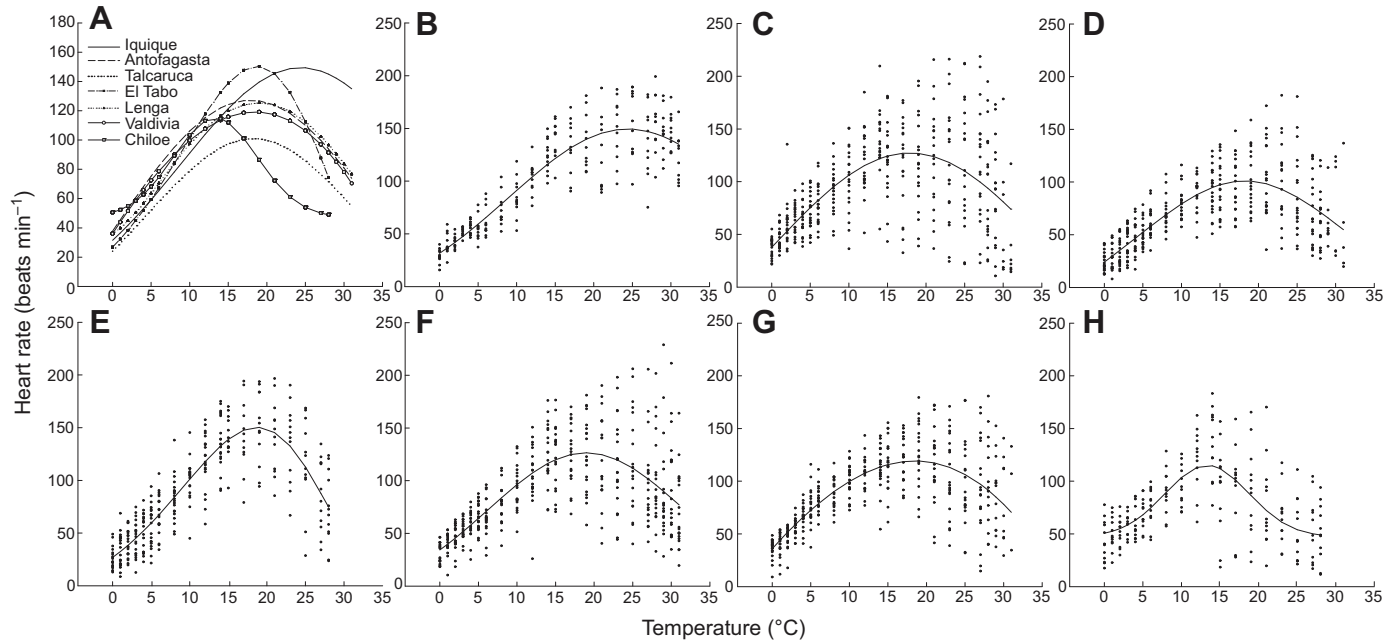 A
B
C
D
180
160
140
120
100
80
60
40
20
0
Iquique
Antofagasta
Talcaruca
El Tabo
Lenga
Valdivia
Chiloe
0 5 10 15 20 25 30 35
250
200
150
100
50
0
0 5 10 15 20 25 30 35
250
200
150
100
50
0
0 5 10 15 20 25 30 35
250
200
150
100
50
0
0 5 10 15 20 25 30 35
Heart rate (beats min−1)
E
F
G
H
250
200
150
100
50
0
0 5 10 15 20 25 30 35
250
200
150
100
50
0
0 5 10 15 20 25 30 35
250
200
150
100
50
0
0 5 10 15 20 25 30 35
250
200
150
100
50
0
0 5 10 15 20 25 30 35
Temperature (°C)